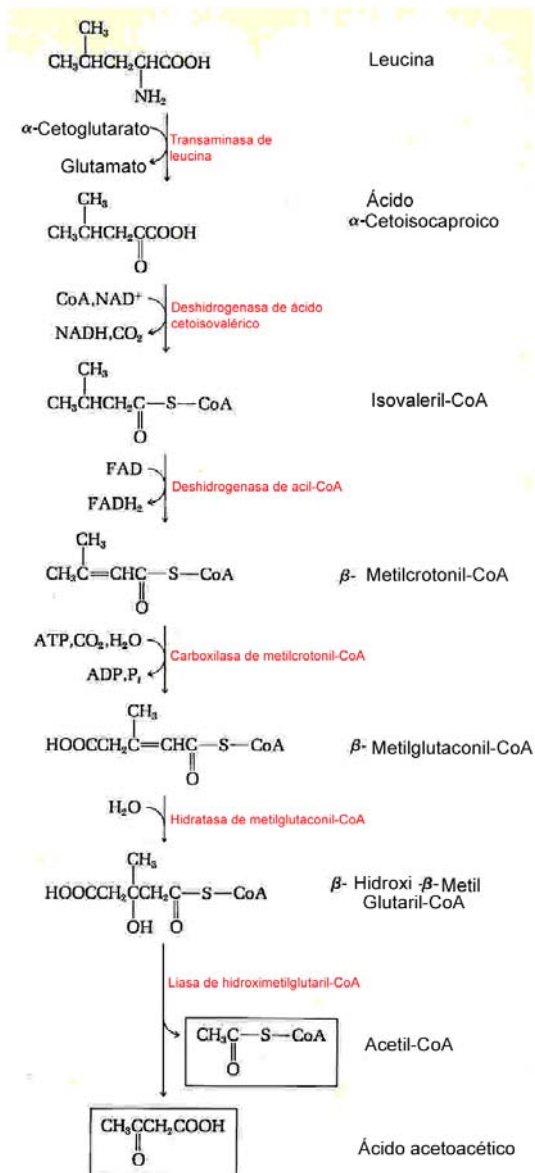 CH₃
CH₃CHCH₂CHCOOH
NH₂
Leucina
α-Cetoglutarato
Glutamato
Transaminasa de
leucina
CH₃
CH₃CHCH₂CCOOH
O
Ácido
α-Cetoisocaproico
CoA,NAD⁺
NADH,CO₂
Deshidrogenasa de ácido
cetoisovalérico
CH₃
CH₃CHCH₂C—S—CoA
O
Isovaleril-CoA
FAD
FADH₂
Deshidrogenasa de acil-CoA
CH₃
CH₃C=CHC—S—CoA
O
β- Metilcrotonil-CoA
ATP,CO₂,H₂O
ADP,Pᵢ
Carboxilasa de metilcrotonil-CoA
CH₃
HOOCCH₂C=CHC—S—CoA
O
β- Metilglutaconil-CoA
H₂O
Hidratasa de metilglutaconil-CoA
CH₃
HOOCCH₂CCH₂C—S—CoA
OH O
β- Hidroxi -β-Metil
Glutaril-CoA
Liasa de hidroximetilglutaril-CoA
CH₃C—S—CoA
O
Acetil-CoA
CH₃CCH₂COOH
O
Ácido acetoacético